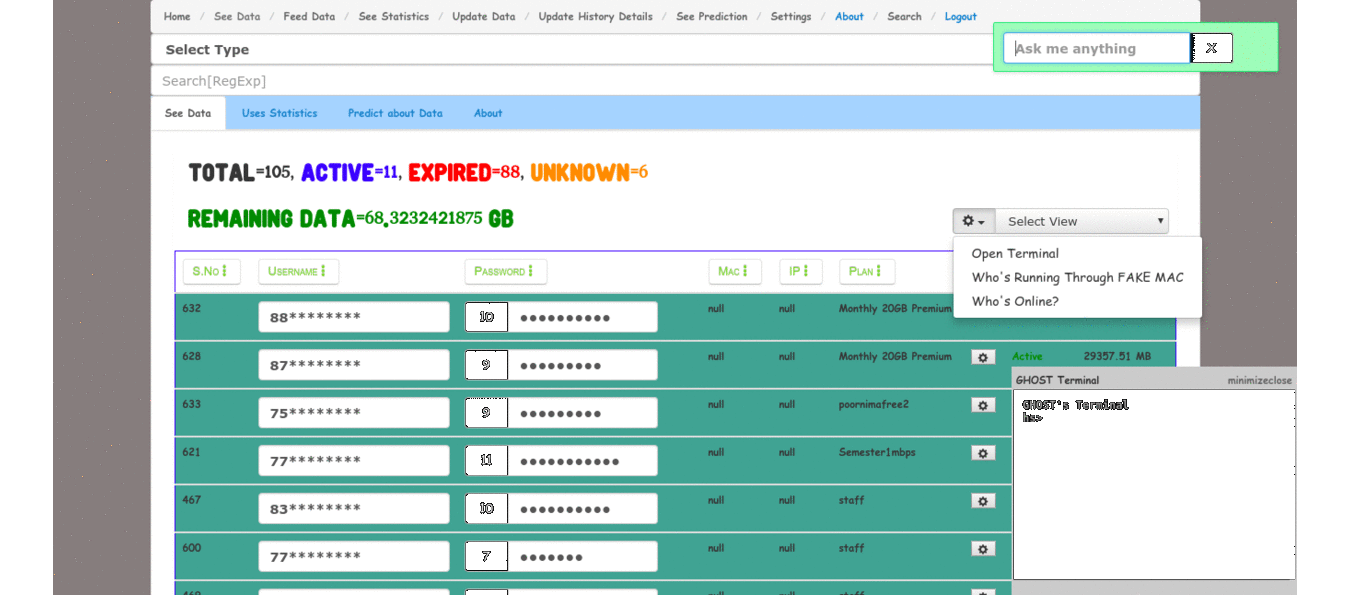 Home / See Data / Feed Data / See Statistics / Update Data / Update History Details / See Prediction / Settings / About / Search / Logout
Ask me anything X
Select Type
Search[RegExp]
See Data Uses Statistics Predict about Data About
TOTAL=105, ACTIVE=11, EXPIRED=88, UNKNOWN=6
REMAINING DATA=68.3232421875 GB
Select View
Open Terminal
Who's Running Through FAKE MAC
Who's Online?
S.No Username Password Mac IP Plan
632 88******** 10 •••••••••• null null Monthly 20GB Premium
628 87******** 9 ••••••••• null null Monthly 20GB Premium Active 29357.51 MB
633 75******** 9 ••••••••• null null poornimafree2
621 77******** 11 ••••••••••• null null Semester1mbps
467 83******** 10 •••••••••• null null staff
600 77******** 7 ••••••• null null staff
GHOST Terminal minimizeclose
GHOST's Terminal